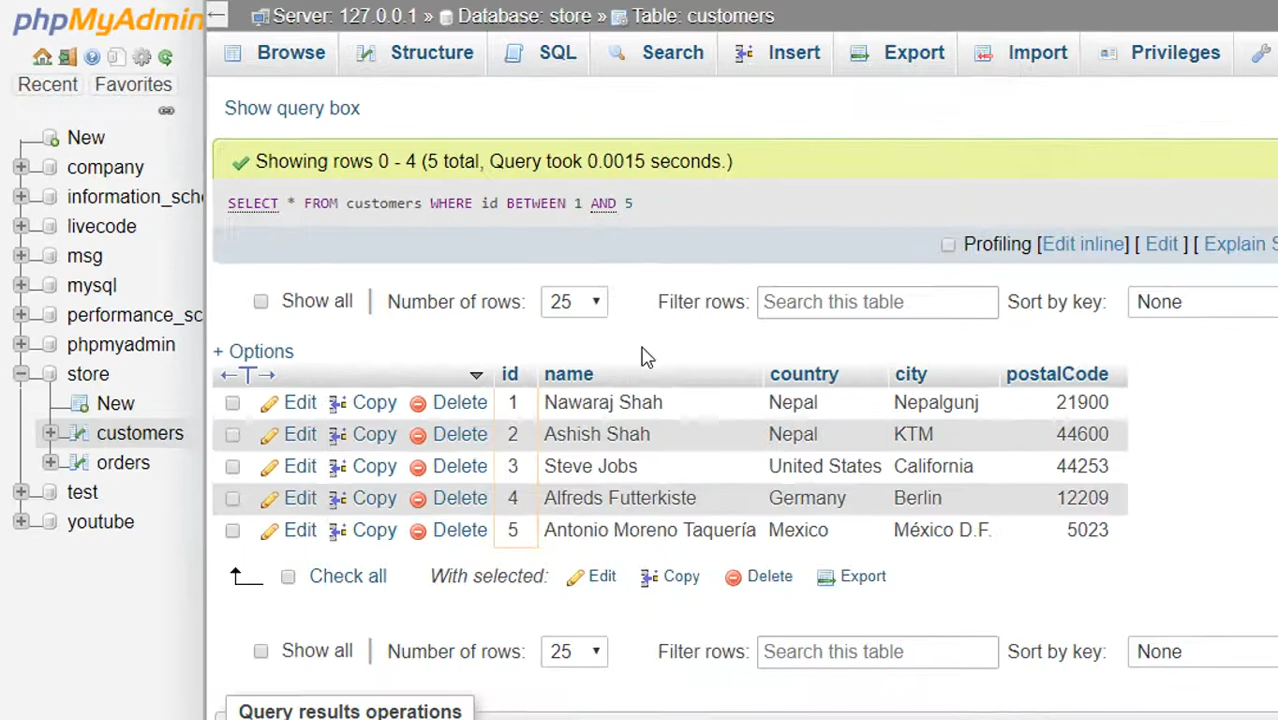 phpMyAdmin
Recent Favorites
New
company
information_sche
livecode
msg
mysql
performance_sc
phpmyadmin
store
New
customers
orders
test
youtube
Server: 127.0.0.1 » Database: store » Table: customers
Browse Structure SQL Search Insert Export Import Privileges
Show query box
Showing rows 0 - 4 (5 total, Query took 0.0015 seconds.)
SELECT * FROM customers WHERE id BETWEEN 1 AND 5
Profiling [Edit inline] [ Edit ] [ Explain S
Show all | Number of rows: 25 Filter rows: Search this table Sort by key: None
+ Options
←T→ id name country city postalCode
Edit Copy Delete 1 Nawaraj Shah Nepal Nepalgunj 21900
Edit Copy Delete 2 Ashish Shah Nepal KTM 44600
Edit Copy Delete 3 Steve Jobs United States California 44253
Edit Copy Delete 4 Alfreds Futterkiste Germany Berlin 12209
Edit Copy Delete 5 Antonio Moreno Taquería Mexico México D.F. 5023
Check all With selected: Edit Copy Delete Export
Show all | Number of rows: 25 Filter rows: Search this table Sort by key: None
Query results operations